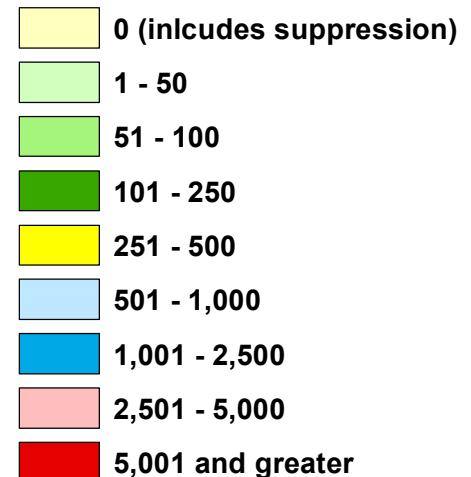 0 (inlcudes suppression)
1 - 50
51 - 100
101 - 250
251 - 500
501 - 1,000
1,001 - 2,500
2,501 - 5,000
5,001 and greater